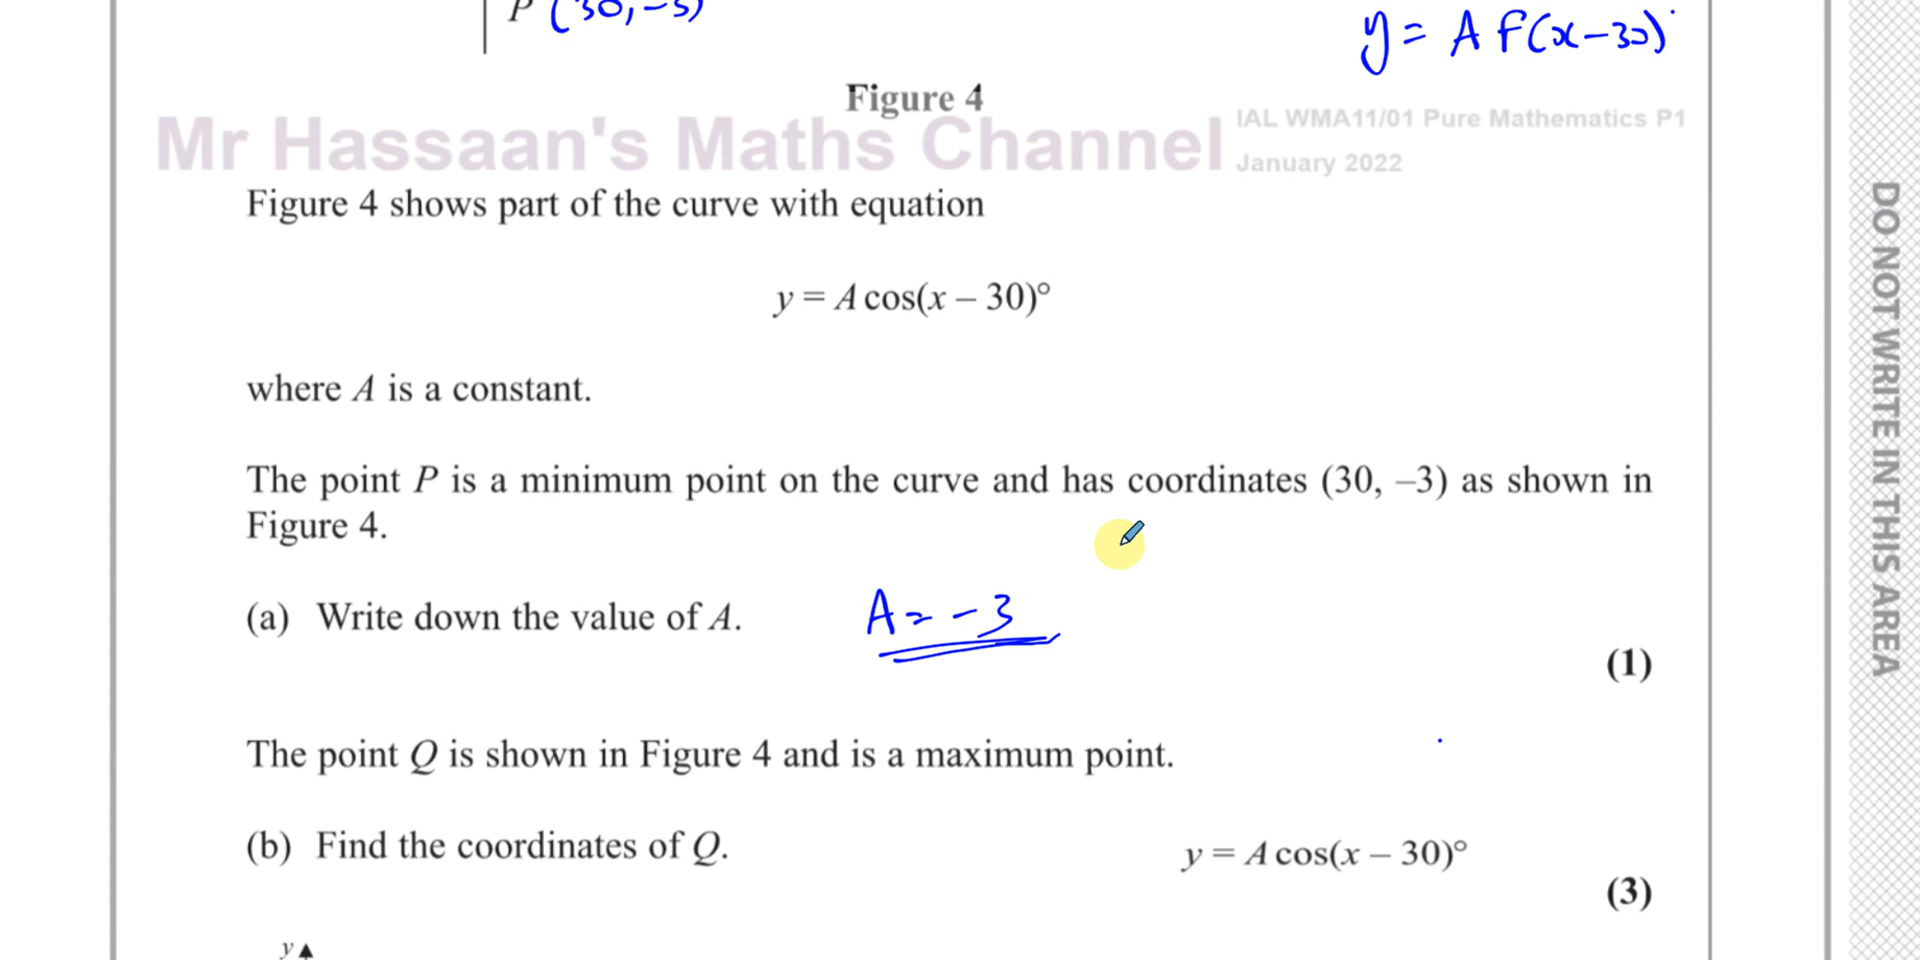 P (30, -3)
y = A f(x-30)
Figure 4
Mr Hassaan's Maths Channel
IAL WMA11/01 Pure Mathematics P1
January 2022
Figure 4 shows part of the curve with equation
y = A cos(x – 30)°
where A is a constant.
The point P is a minimum point on the curve and has coordinates (30, –3) as shown in
Figure 4.
(a) Write down the value of A.
A = -3
(1)
The point Q is shown in Figure 4 and is a maximum point.
(b) Find the coordinates of Q.
y = A cos(x – 30)°
(3)
y
DO NOT WRITE IN THIS AREA